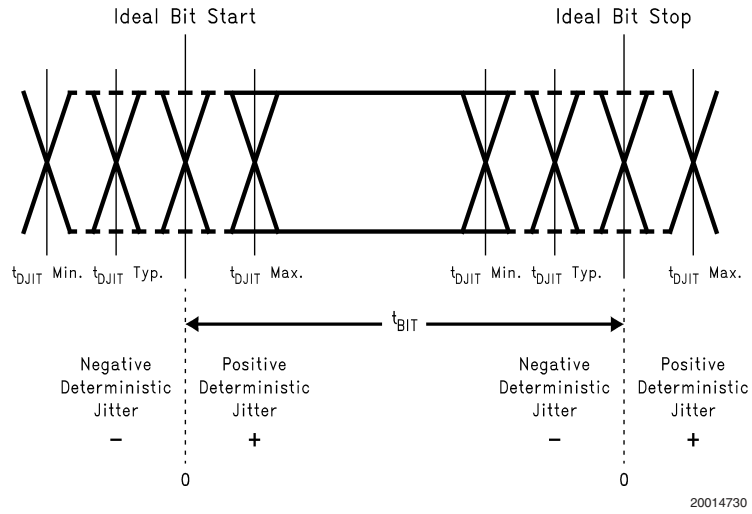 Ideal Bit Start
Ideal Bit Stop
tDJIT Min. tDJIT Typ.
tDJIT Max.
tDJIT Min. tDJIT Typ.
tDJIT Max.
tBIT
Negative
Deterministic
Jitter
−
Positive
Deterministic
Jitter
+
Negative
Deterministic
Jitter
−
Positive
Deterministic
Jitter
+
0
0
20014730